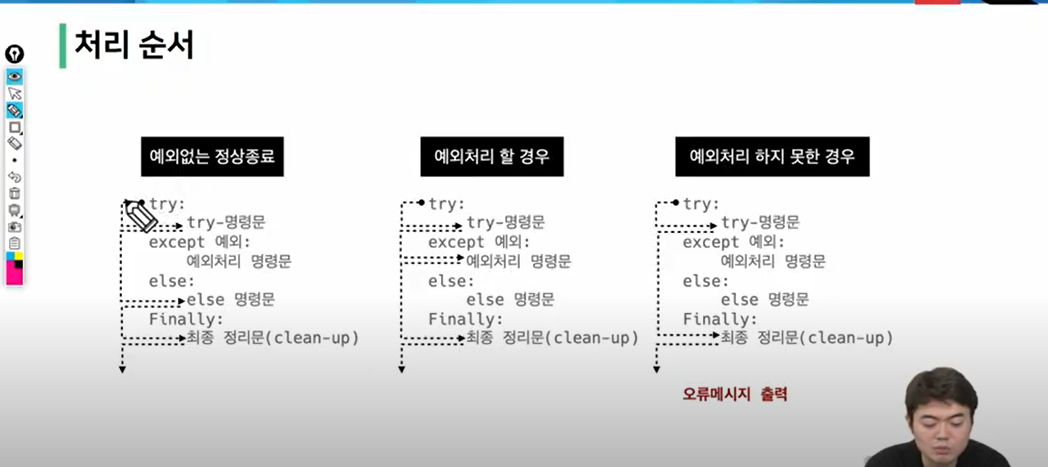 처리 순서
예외없는 정상종료
try:
try-명령문
except 예외:
예외처리 명령문
else:
else 명령문
Finally:
최종 정리문(clean-up)
예외처리 할 경우
try:
try-명령문
except 예외:
예외처리 명령문
else:
else 명령문
Finally:
최종 정리문(clean-up)
예외처리 하지 못한 경우
try:
try-명령문
except 예외:
예외처리 명령문
else:
else 명령문
Finally:
최종 정리문(clean-up)
오류메시지 출력